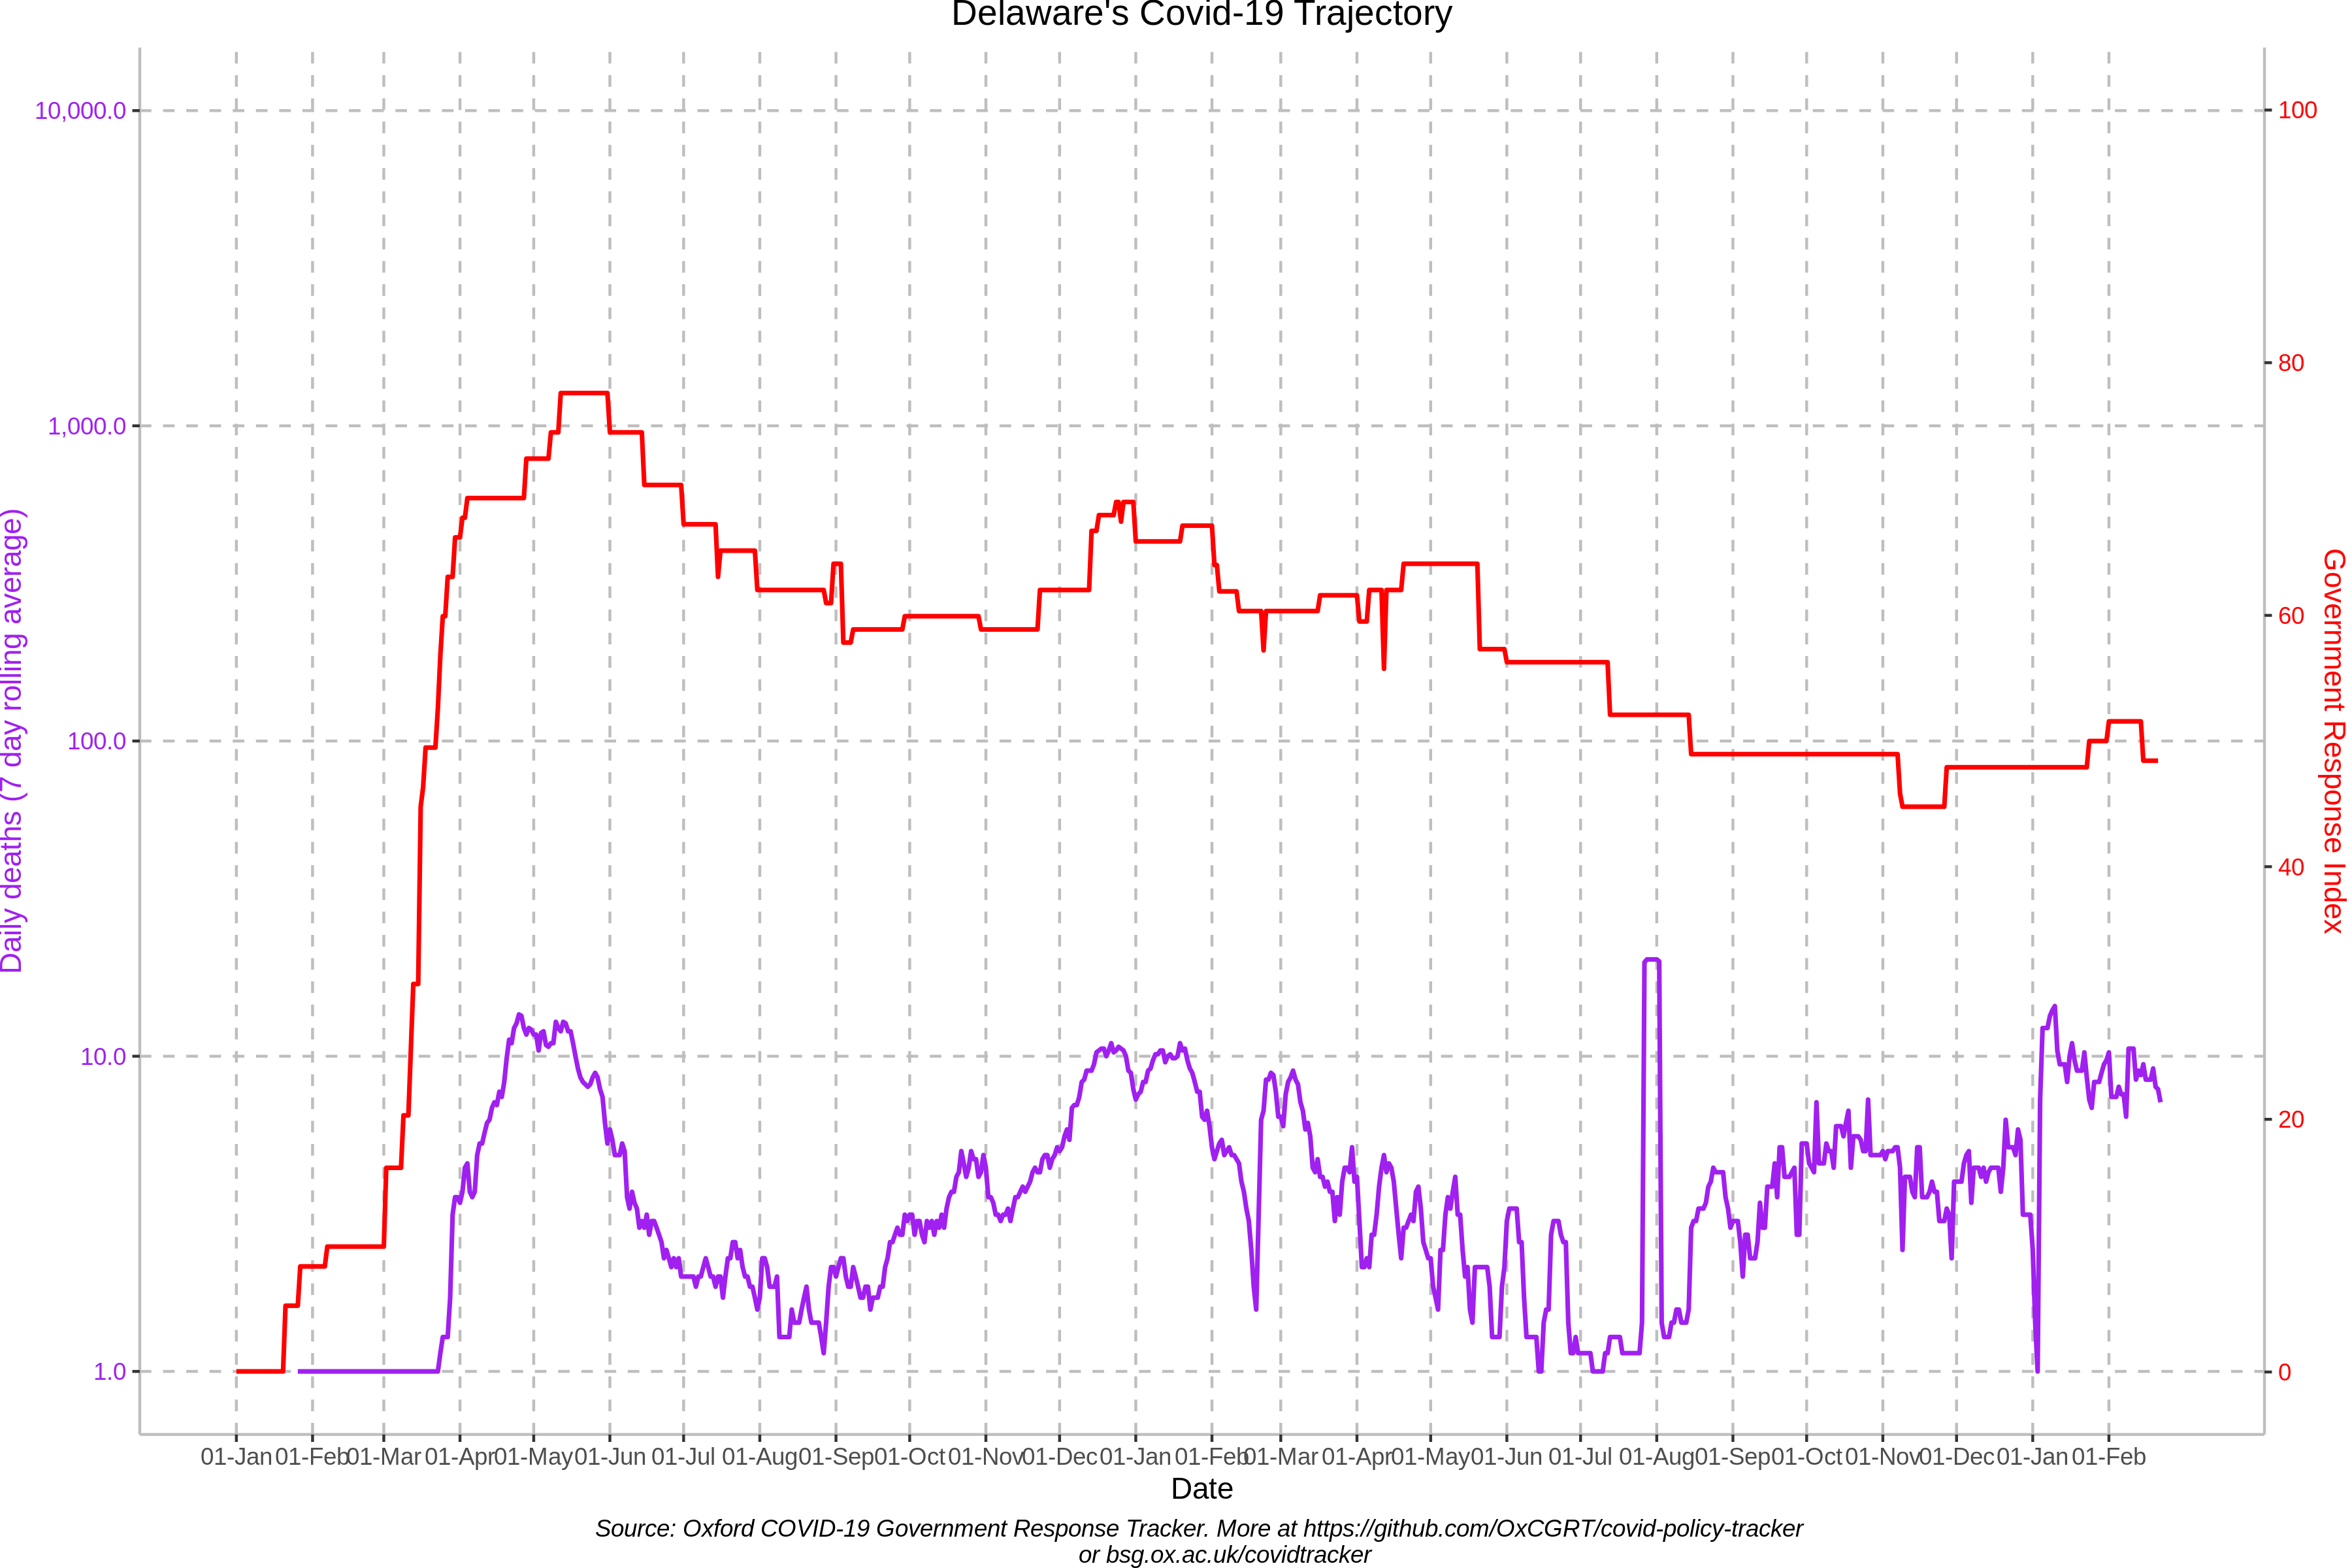 Delaware's Covid-19 Trajectory
10,000.0
1,000.0
100.0
10.0
1.0
Daily deaths (7 day rolling average)
100
80
60
40
20
0
Government Response Index
01-Jan 01-Feb 01-Mar 01-Apr 01-May 01-Jun 01-Jul 01-Aug 01-Sep 01-Oct 01-Nov 01-Dec 01-Jan 01-Feb 01-Mar 01-Apr 01-May 01-Jun 01-Jul 01-Aug 01-Sep 01-Oct 01-Nov 01-Dec 01-Jan 01-Feb
Date
Source: Oxford COVID-19 Government Response Tracker. More at https://github.com/OxCGRT/covid-policy-tracker
or bsg.ox.ac.uk/covidtracker